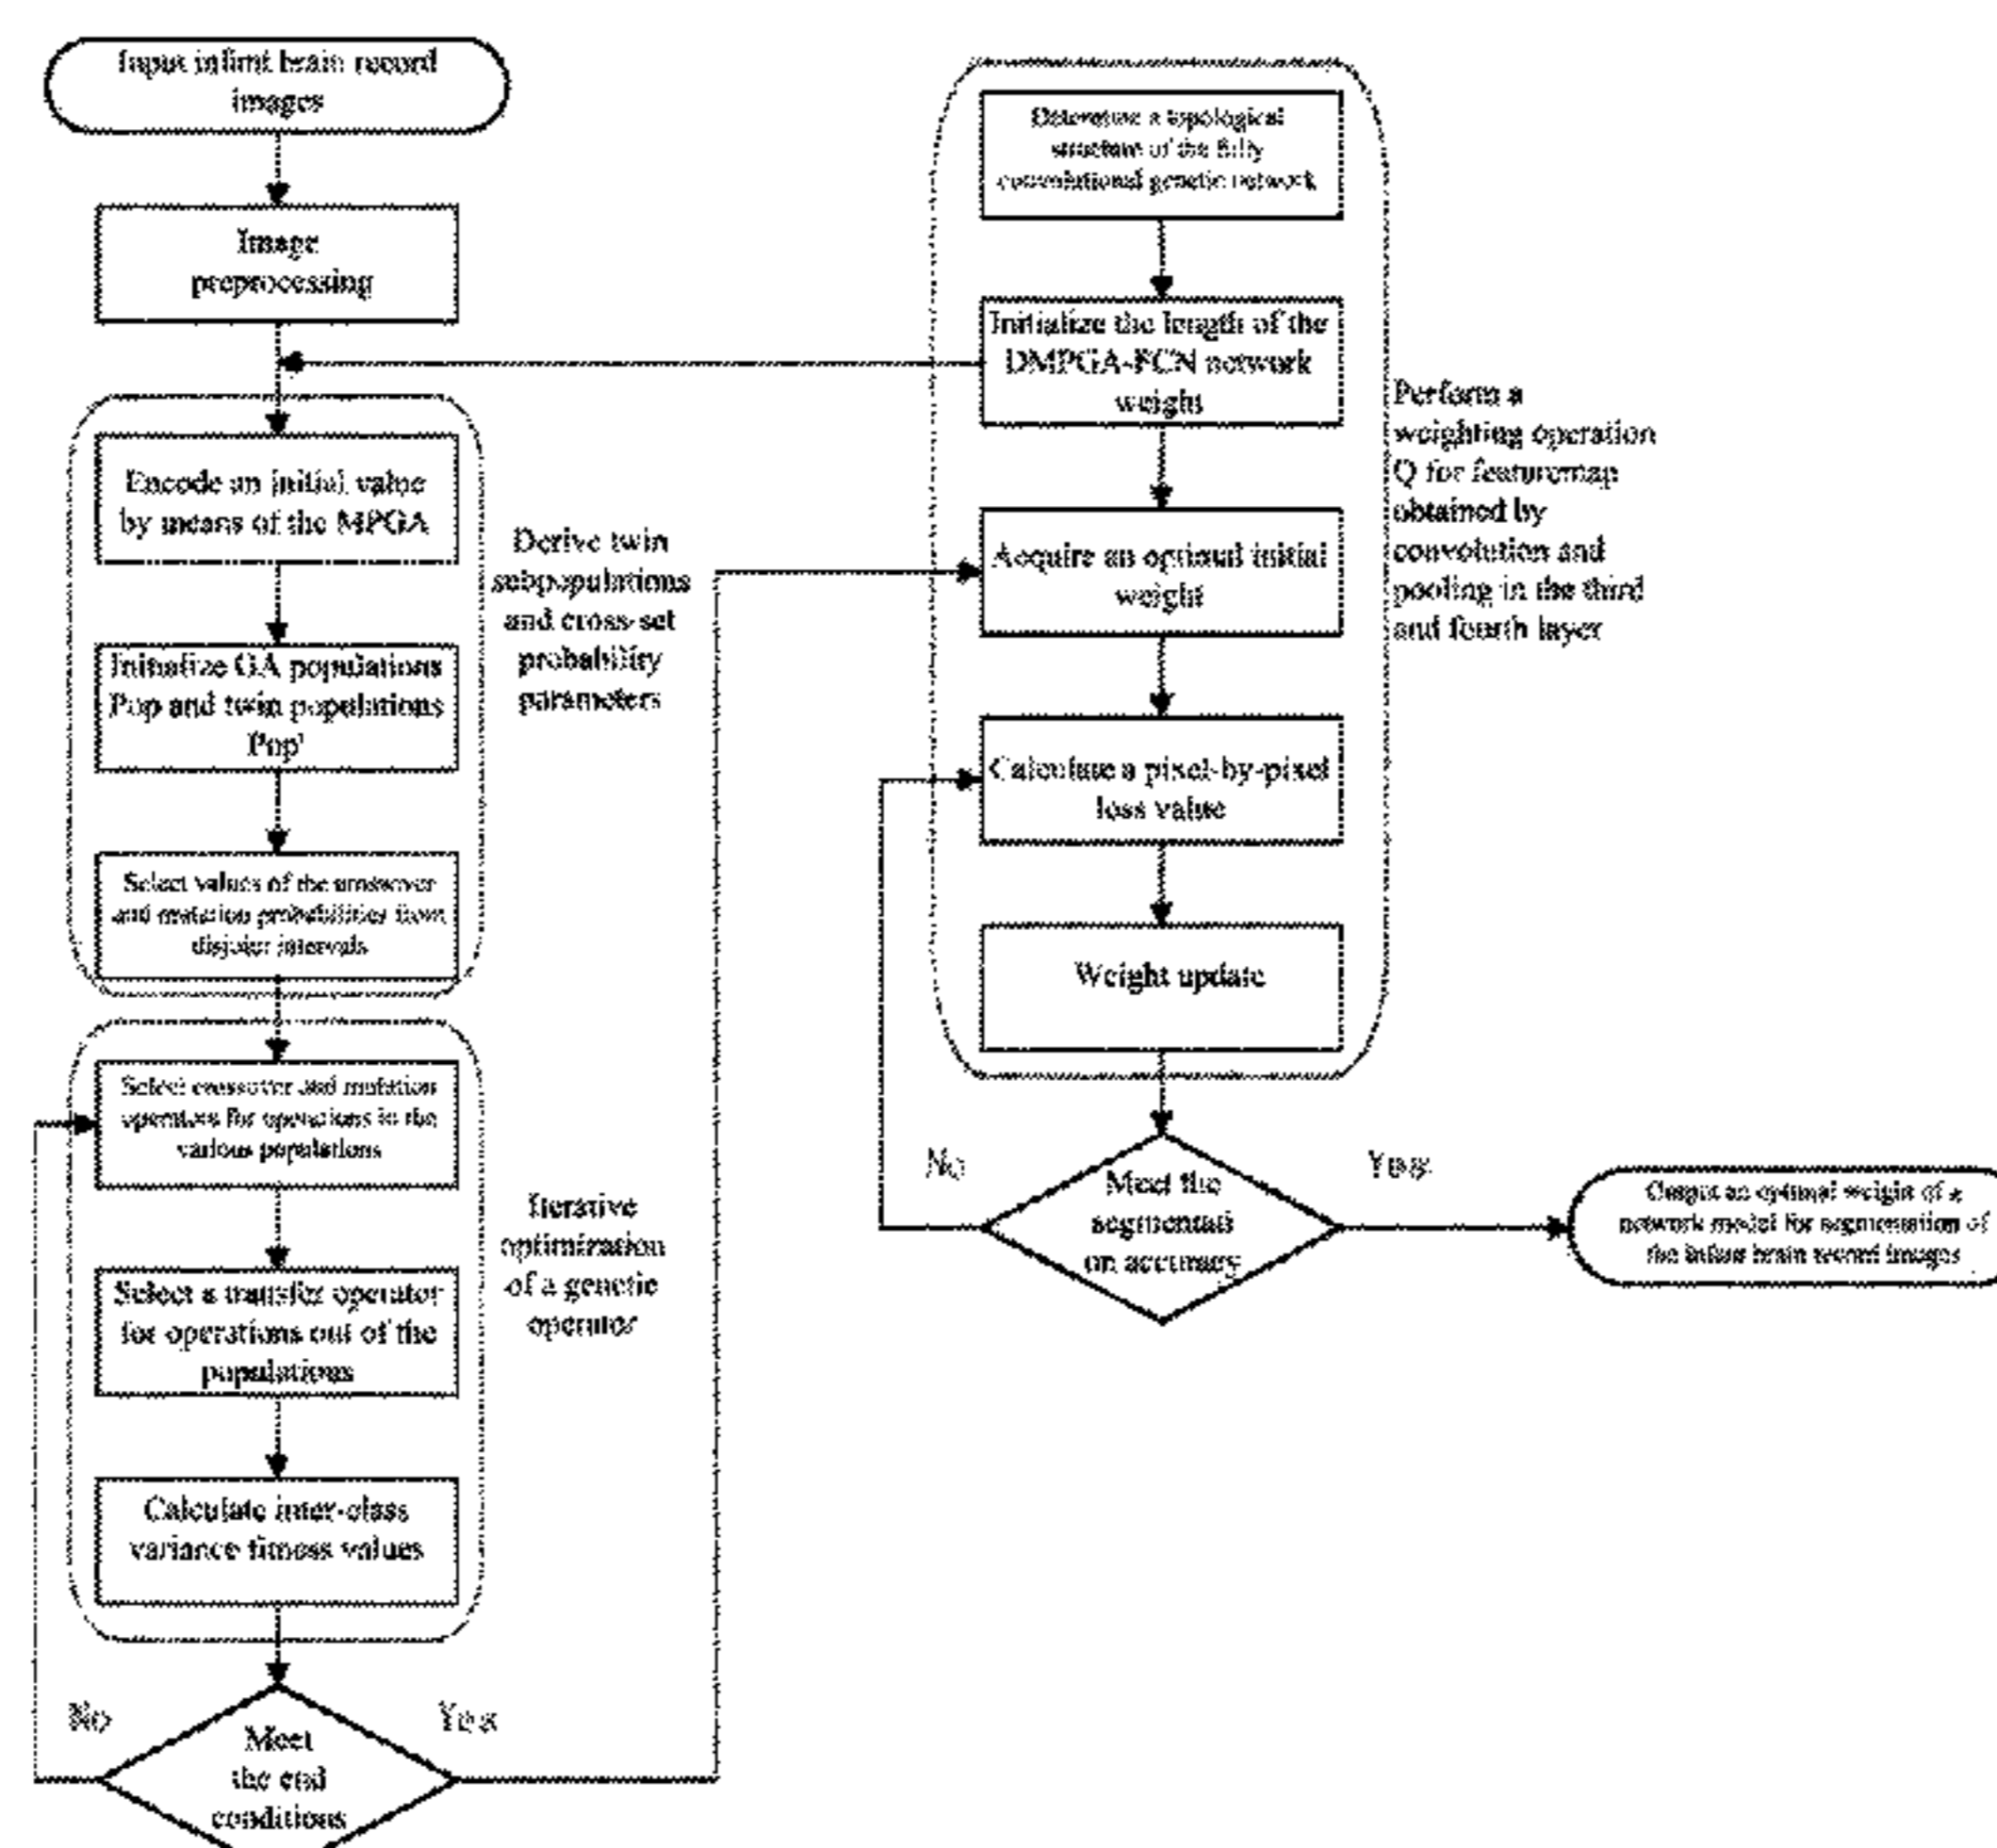 Input infant brain record
images
Image
preprocessing
Encode an initial value
by means of the MPGA
Initialize GA populations
Pop and twin populations
Pop'
Select values of the crossover
and mutation probabilities from
disjoint intervals
Derive twin
subpopulations
and cross-set
probability
parameters
Select crossover and mutation
operators for operations in the
various populations
Select a transfer operator
for operations out of the
populations
Calculate inter-class
variance fitness values
Iterative
optimization
of a genetic
operator
No
Yes
Meet
the end
conditions
Determine a topological
structure of the fully
convolutional genetic network
Initialize the length of the
DMPGA-FCN network
weight
Acquire an optimal initial
weight
Calculate a pixel-by-pixel
loss value
Weight update
Perform a
weighting operation
Q for featuremap
obtained by
convolution and
pooling in the third
and fourth layer
No
Yes
Meet the
segmentati
on accuracy
Output an optimal weight of a
network model for segmentation of
the infant brain record images